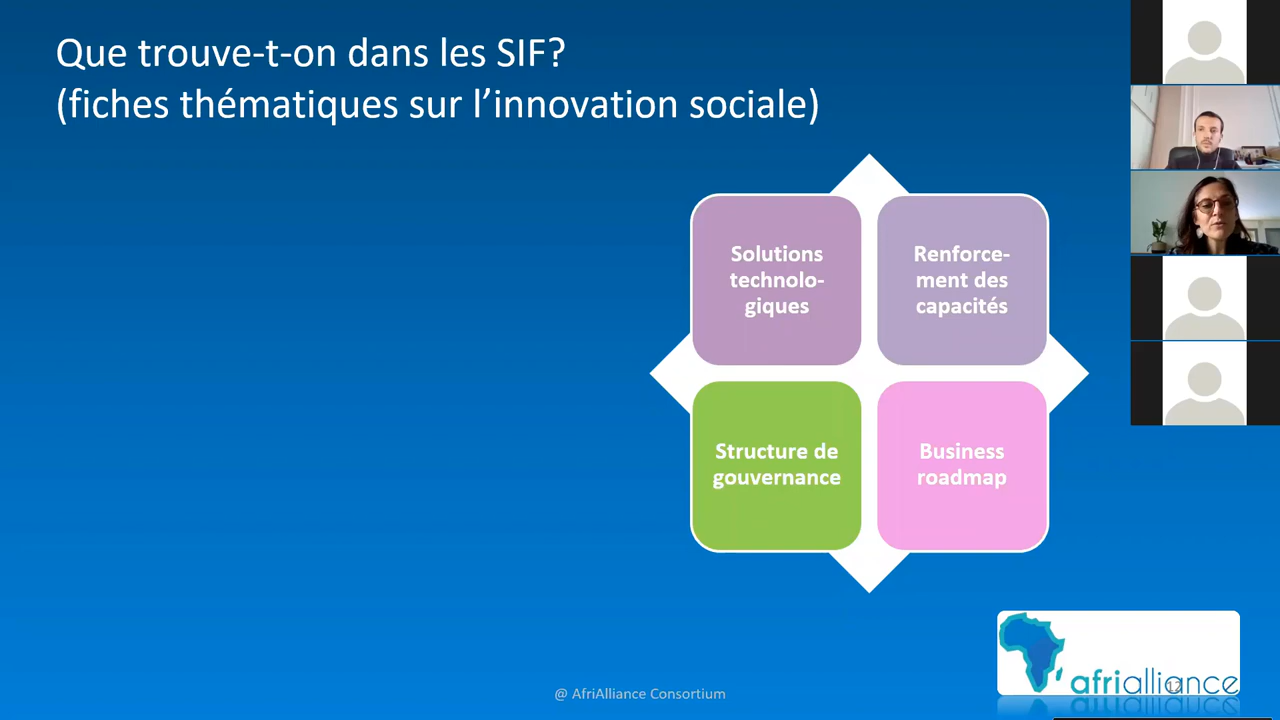 Que trouve-t-on dans les SIF?
(fiches thématiques sur l’innovation sociale)
Solutions
technolo-
giques
Renforce-
ment des
capacités
Structure de
gouvernance
Business
roadmap
afrialliance
@ AfriAlliance Consortium